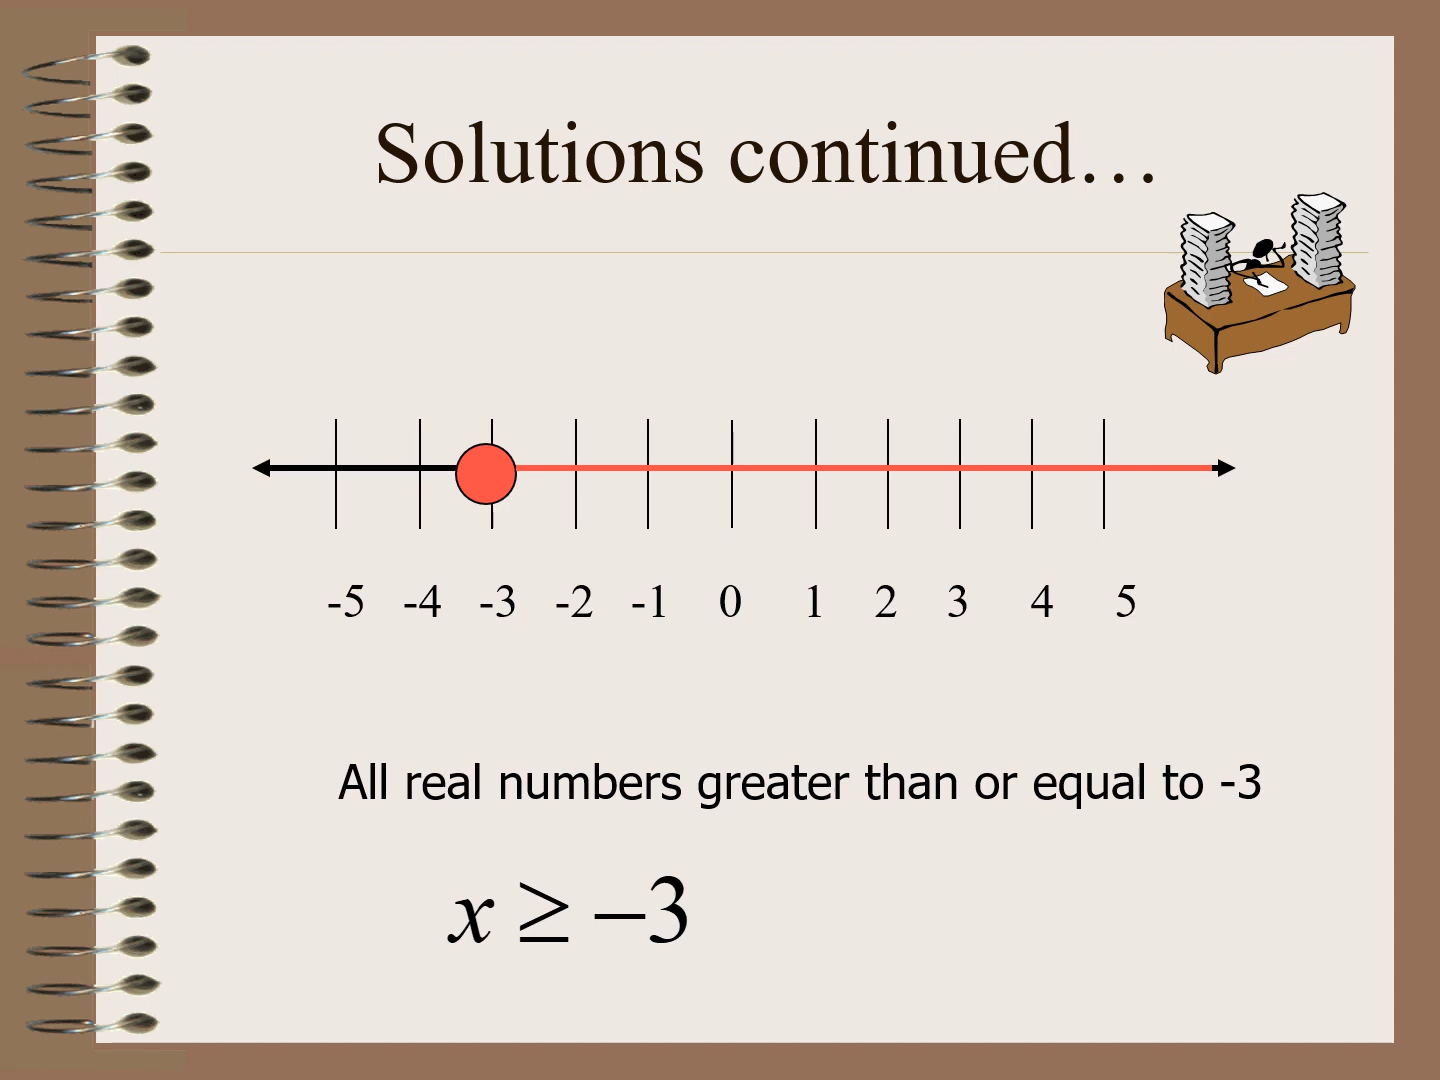 Solutions continued…
-5 -4 -3 -2 -1 0 1 2 3 4 5
All real numbers greater than or equal to -3
x ≥ −3